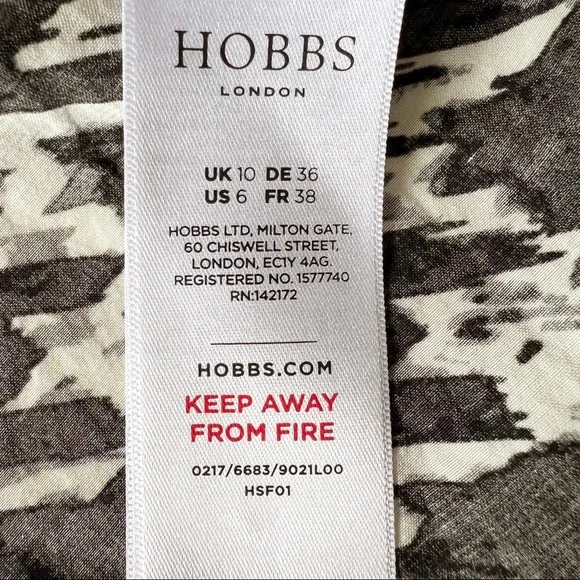 HOBBS
LONDON
UK 10 DE 36
US 6 FR 38
HOBBS LTD, MILTON GATE,
60 CHISWELL STREET,
LONDON, EC1Y 4AG.
REGISTERED NO. 1577740
RN:142172
HOBBS.COM
KEEP AWAY
FROM FIRE
0217/6683/9021L00
HSF01